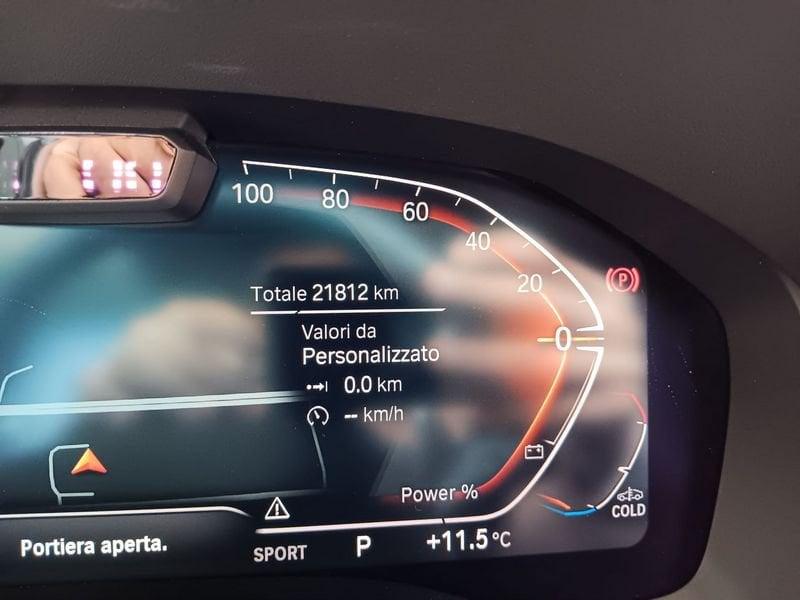 100
80
60
40
20
0
P
Totale 21812 km
Valori da
Personalizzato
0.0 km
-- km/h
Power %
COLD
Portiera aperta.
SPORT P +11.5 °C